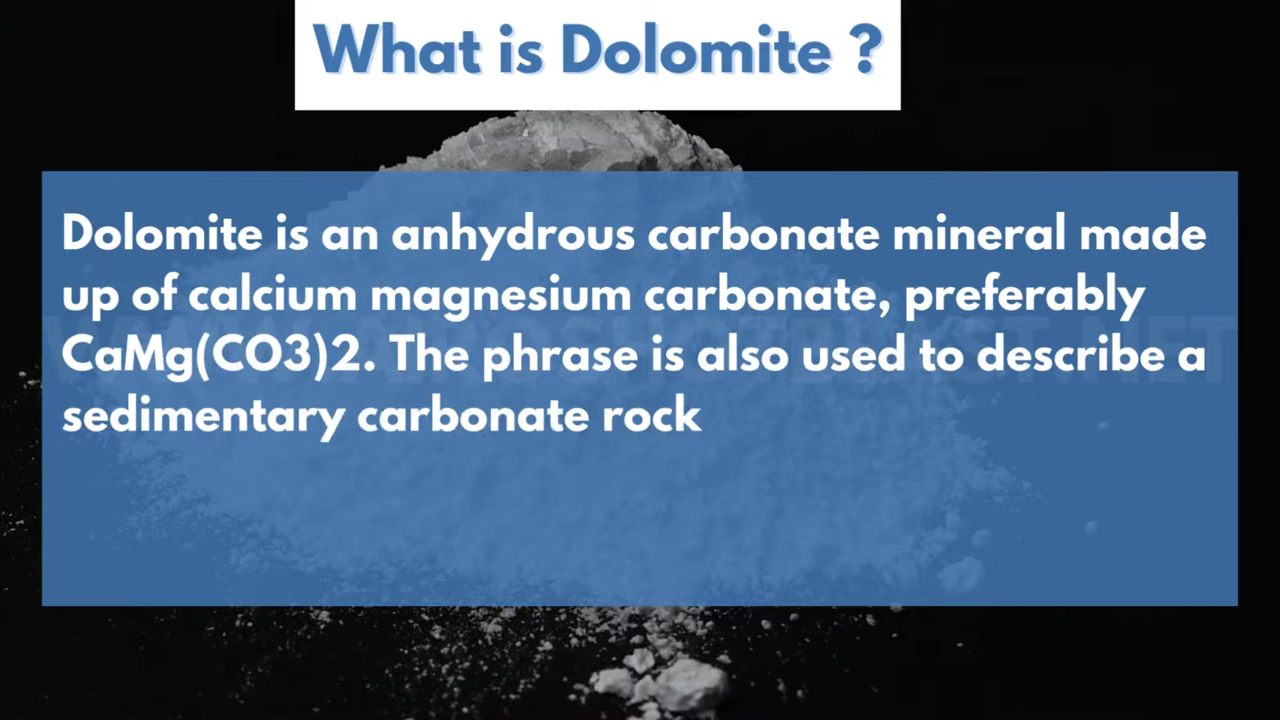 What is Dolomite ?
Dolomite is an anhydrous carbonate mineral made
up of calcium magnesium carbonate, preferably
CaMg(CO3)2. The phrase is also used to describe a
sedimentary carbonate rock